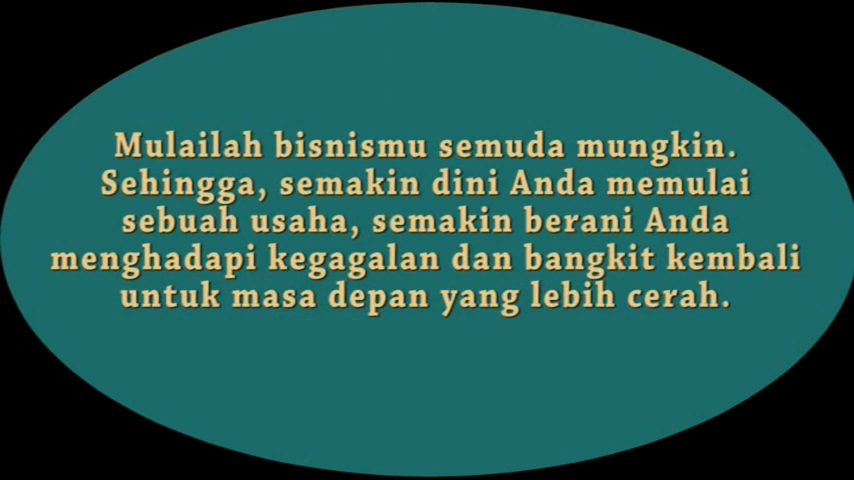 Mulailah bisnismu semuda mungkin.
Sehingga, semakin dini Anda memulai
sebuah usaha, semakin berani Anda
menghadapi kegagalan dan bangkit kembali
untuk masa depan yang lebih cerah.